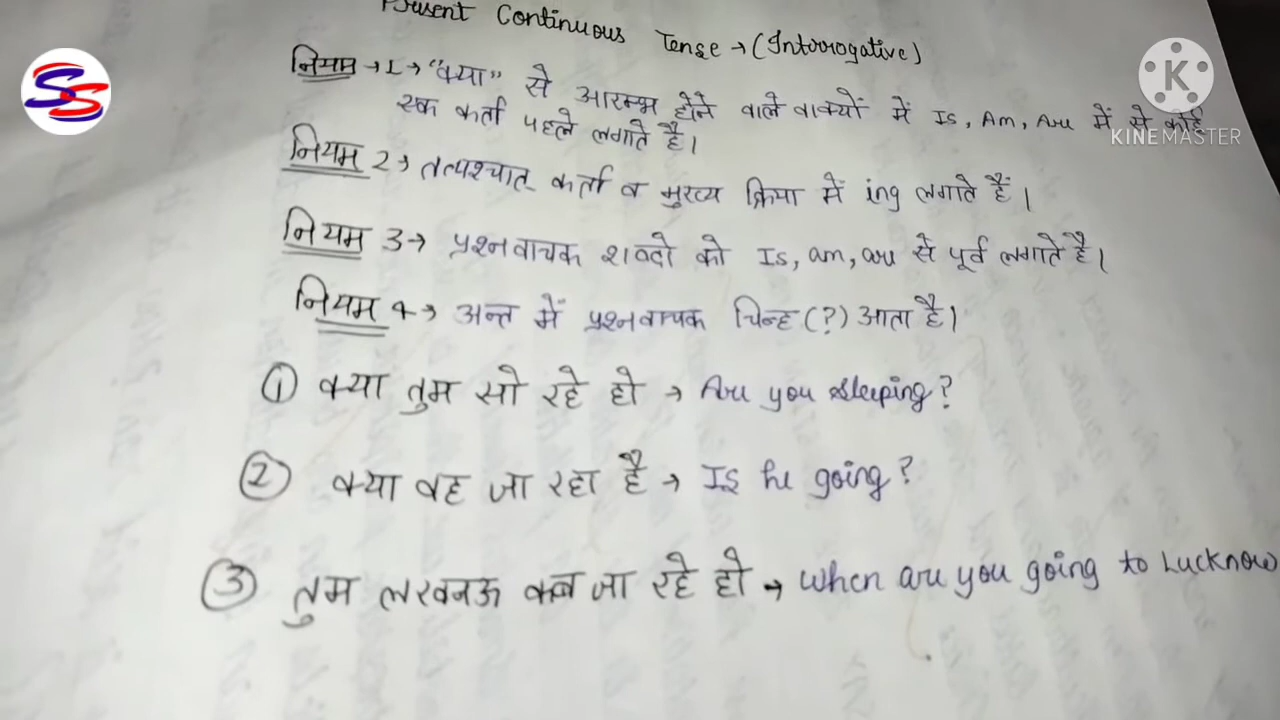 Present Continuous Tense → (Interrogative)
नियम → 1 → "क्या" से आरम्भ होने वाले वाक्यों में Is, Am, Are में से कोई
एक कर्ता पहले लगाते है।
नियम 2 → तत्पश्चात् कर्ता व मुख्य क्रिया में ing लगाते हैं।
नियम 3 → प्रश्नवाचक शब्दो को Is, am, are से पूर्व लगाते है।
नियम 4 → अन्त में प्रश्नवाचक चिन्ह (?) आता है।
① क्या तुम सो रहे हो → Are you sleeping?
② क्या वह जा रहा है → Is he going?
③ तुम लखनऊ कब जा रहे हो → When are you going to Lucknow
SS
K
KINEMASTER